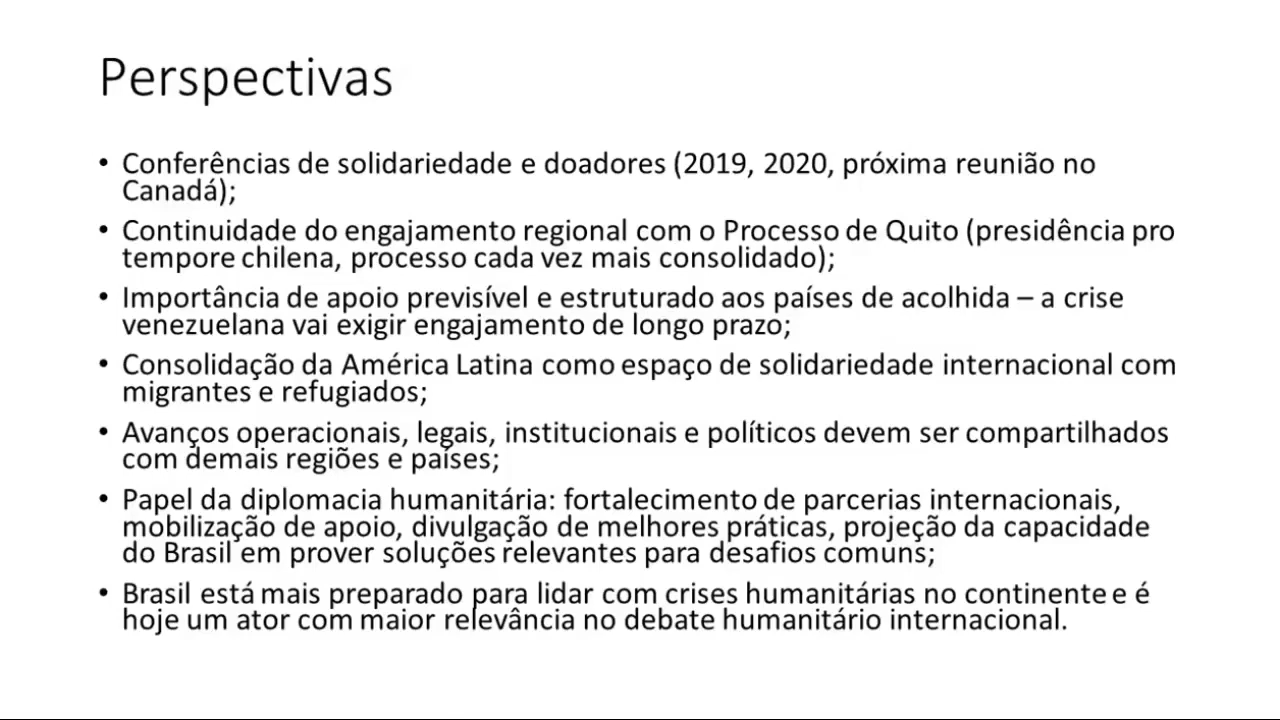 Perspectivas
• Conferências de solidariedade e doadores (2019, 2020, próxima reunião no
Canadá);
• Continuidade do engajamento regional com o Processo de Quito (presidência pro
tempore chilena, processo cada vez mais consolidado);
• Importância de apoio previsível e estruturado aos países de acolhida – a crise
venezuelana vai exigir engajamento de longo prazo;
• Consolidação da América Latina como espaço de solidariedade internacional com
migrantes e refugiados;
• Avanços operacionais, legais, institucionais e políticos devem ser compartilhados
com demais regiões e países;
• Papel da diplomacia humanitária: fortalecimento de parcerias internacionais,
mobilização de apoio, divulgação de melhores práticas, projeção da capacidade
do Brasil em prover soluções relevantes para desafios comuns;
• Brasil está mais preparado para lidar com crises humanitárias no continente e é
hoje um ator com maior relevância no debate humanitário internacional.